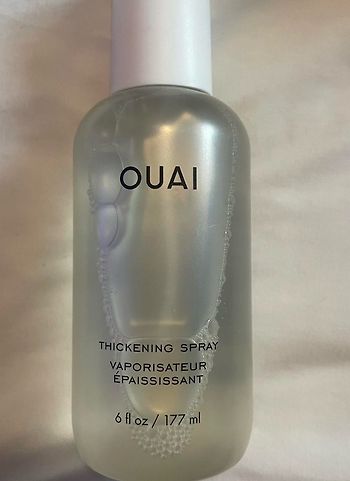 OUAI
THICKENING SPRAY
VAPORISATEUR
ÉPAISSISSANT
6 fl oz / 177 ml